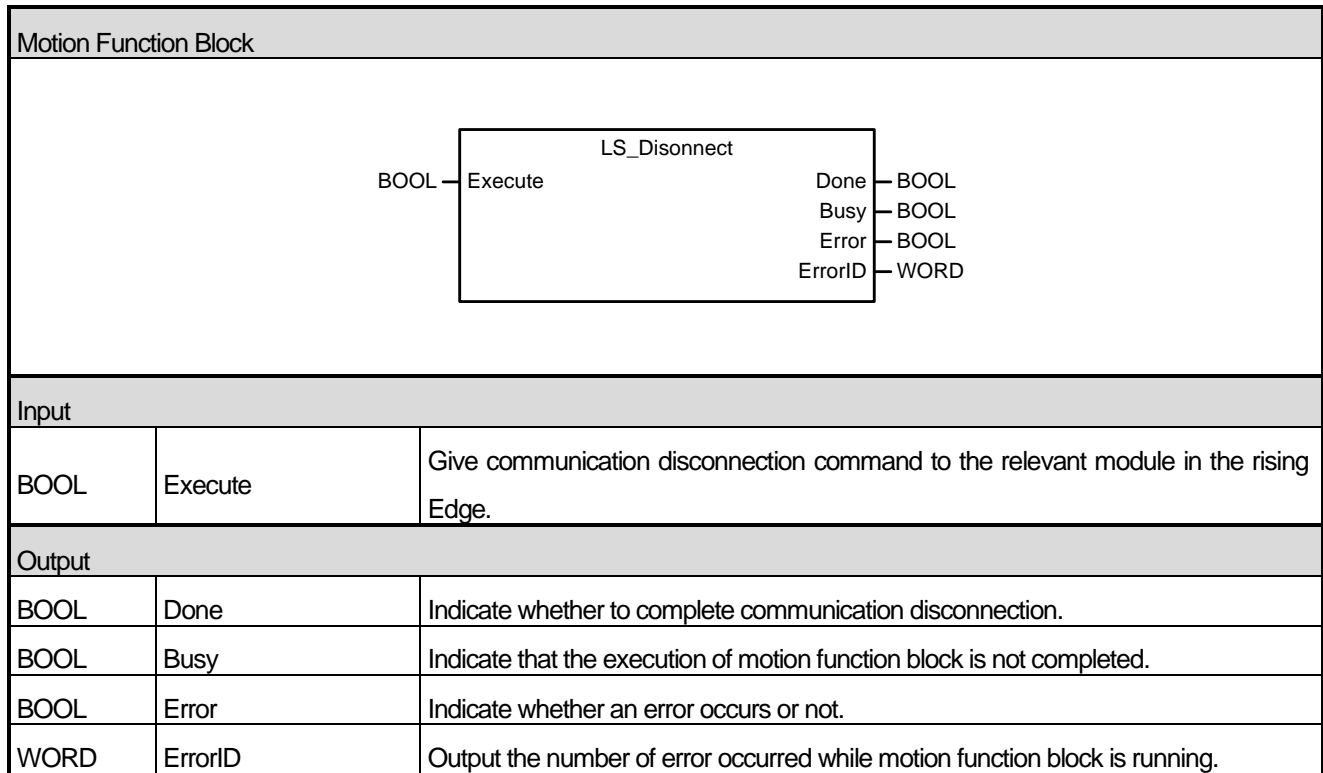 Motion Function Block
LS_Disonnect
BOOL Execute Done BOOL
Busy BOOL
Error BOOL
ErrorID WORD
Input
BOOL Execute Give communication disconnection command to the relevant module in the rising
Edge.
Output
BOOL Done Indicate whether to complete communication disconnection.
BOOL Busy Indicate that the execution of motion function block is not completed.
BOOL Error Indicate whether an error occurs or not.
WORD ErrorID Output the number of error occurred while motion function block is running.